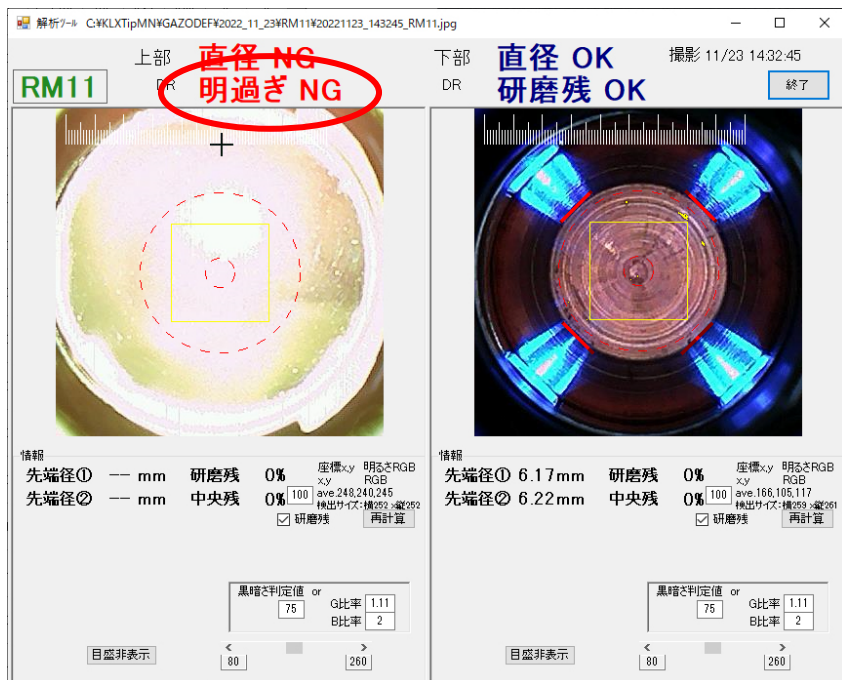 解析ツール C:¥KLXTipMN¥GAZODEF¥2022_11_23¥RM11¥20221123_143245_RM11.jpg
RM11
上部 直径 NG
DR 明過ぎ NG
下部 直径 OK
DR 研磨残 OK
撮影 11/23 14:32:45
終了
情報
先端径① −− mm 研磨残 0%
先端径② −− mm 中央残 0%
100
座標x,y 明るさRGB
x,y RGB
ave.248,240,245
検出サイズ:横252 x縦252
研磨残 再計算
黒暗さ判定値 or
75
G比率 1.11
B比率 2
目盛非表示
< >
80 260
情報
先端径① 6.17mm 研磨残 0%
先端径② 6.22mm 中央残 0%
100
座標x,y 明るさRGB
x,y RGB
ave.166,105,117
検出サイズ:横259 x縦261
研磨残 再計算
黒暗さ判定値 or
75
G比率 1.11
B比率 2
目盛非表示
< >
80 260